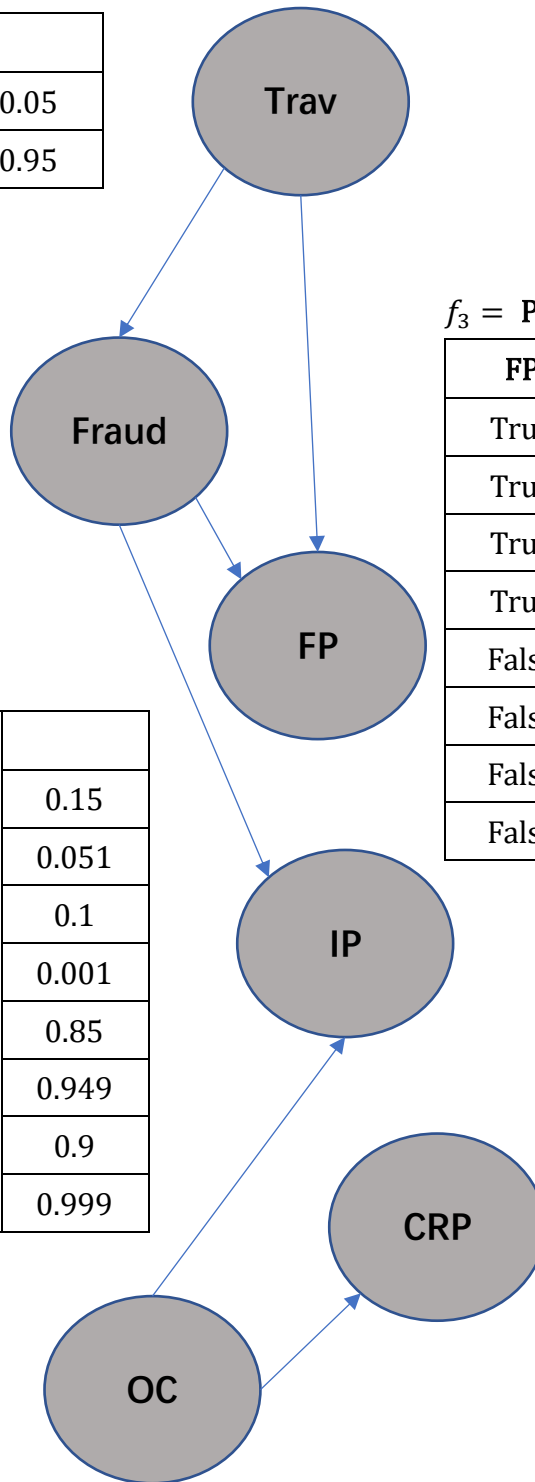 0.05
0.95
Trav
f₃ = P
FP
Tru
Tru
Tru
Tru
Fals
Fals
Fals
Fals
Fraud
FP
0.15
0.051
0.1
0.001
0.85
0.949
0.9
0.999
IP
CRP
OC